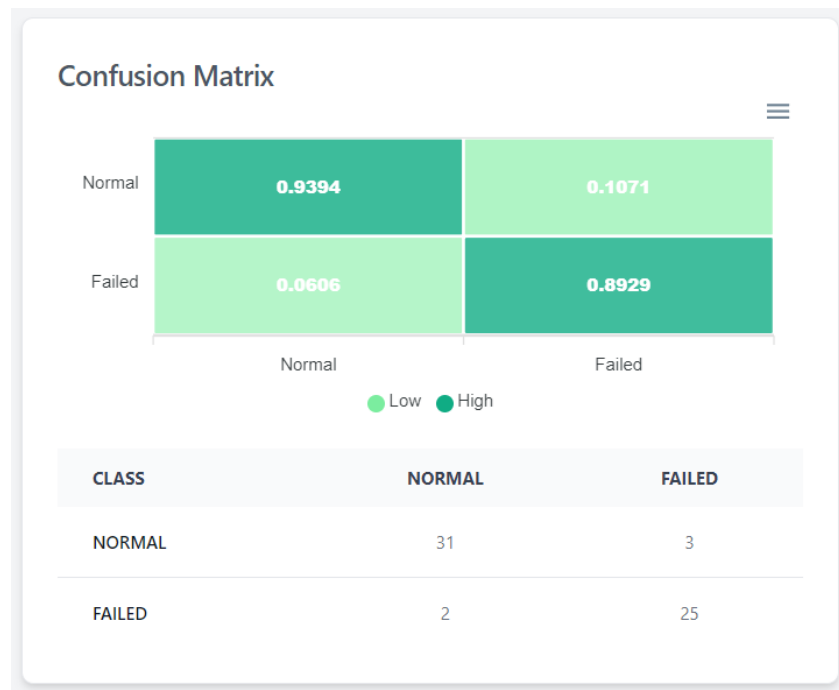 Confusion Matrix
Normal 0.9394 0.1071
Failed 0.0606 0.8929
Normal Failed
Low High
CLASS NORMAL FAILED
NORMAL 31 3
FAILED 2 25